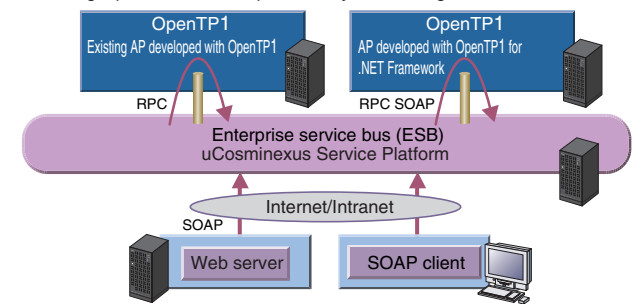 OpenTP1
Existing AP developed with OpenTP1
OpenTP1
AP developed with OpenTP1 for
.NET Framework
RPC
RPC SOAP
Enterprise service bus (ESB)
uCosminexus Service Platform
Internet/Intranet
SOAP
Web server
SOAP client